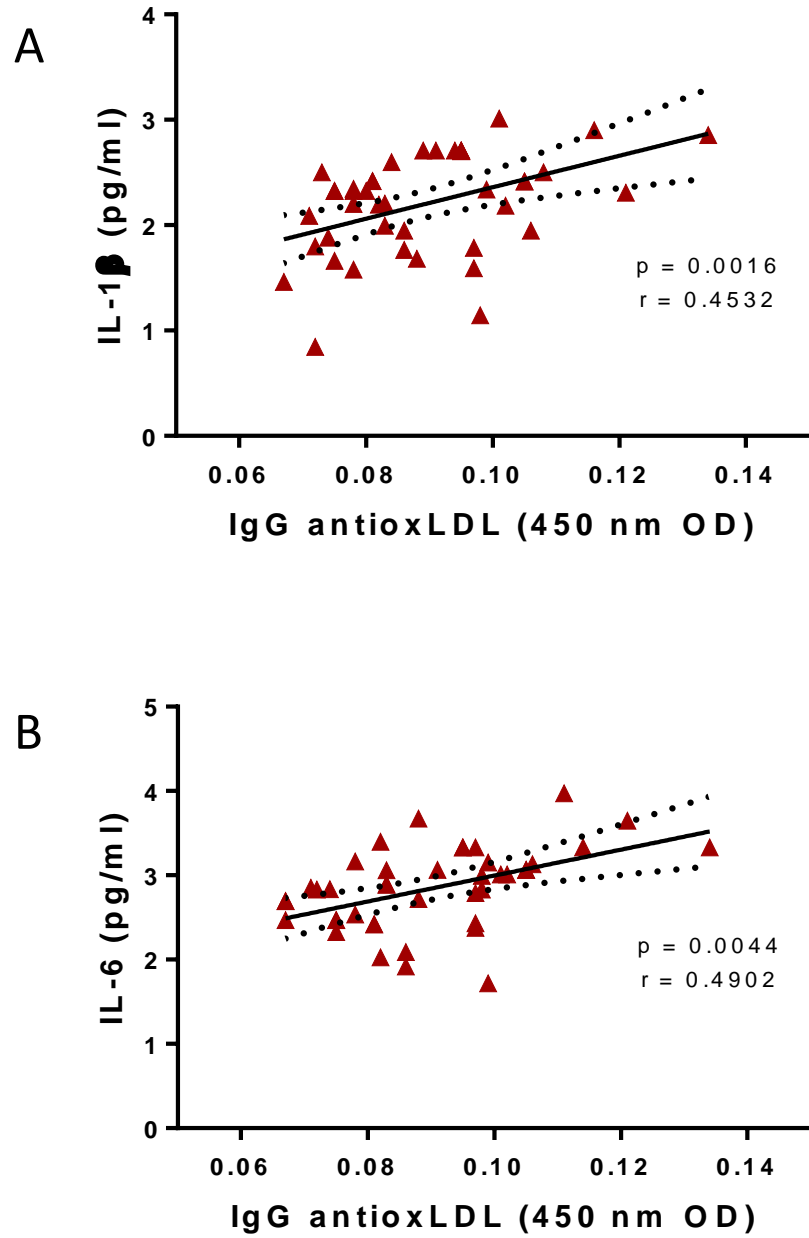 A
4
3
2
1
0
IL-1β (pg/ml)
p = 0.0016
r = 0.4532
0.06 0.08 0.10 0.12 0.14
IgG antioxLDL (450 nm OD)
B
5
4
3
2
1
0
IL-6 (pg/ml)
p = 0.0044
r = 0.4902
0.06 0.08 0.10 0.12 0.14
IgG antioxLDL (450 nm OD)